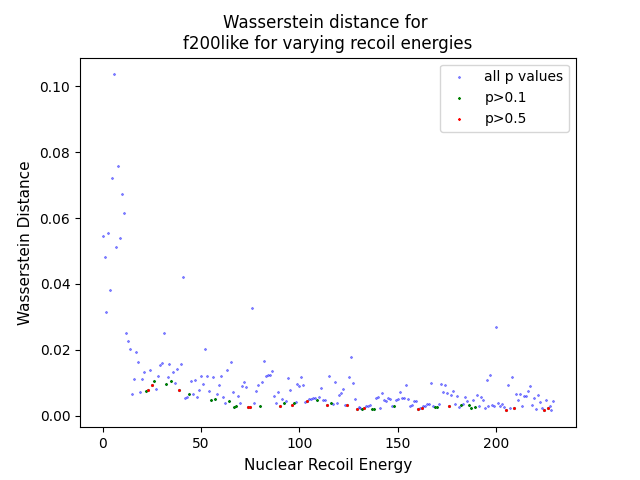 Wasserstein distance for
f200like for varying recoil energies
all p values
p>0.1
p>0.5
0.10
0.08
0.06
0.04
0.02
0.00
Wasserstein Distance
0 50 100 150 200
Nuclear Recoil Energy